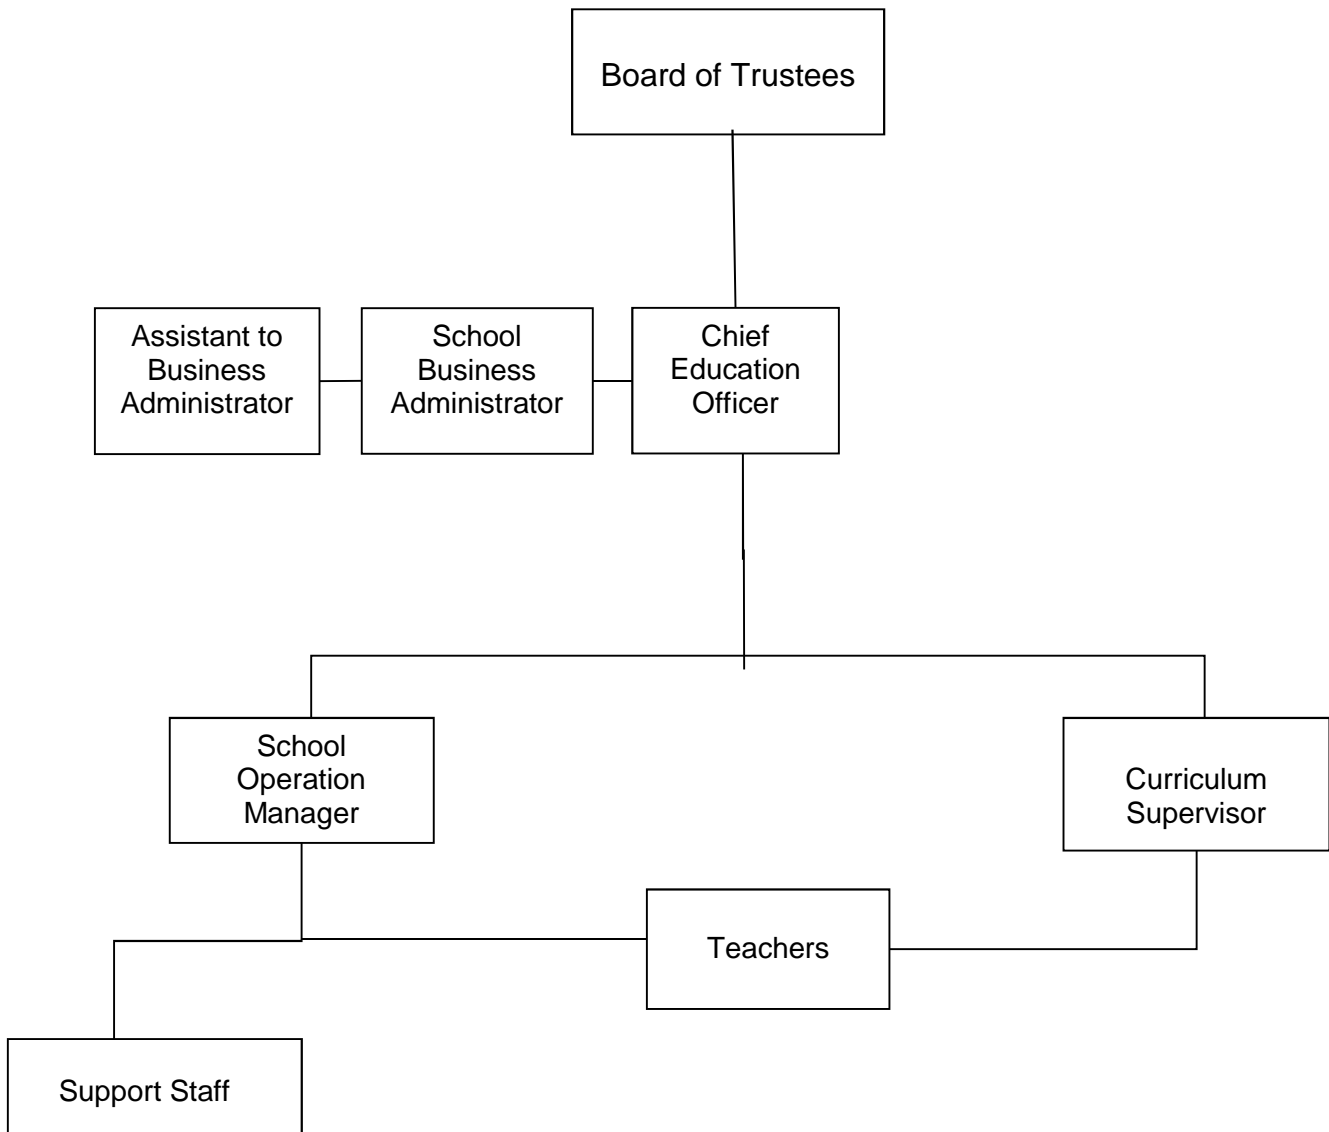 Board of Trustees
Assistant to
Business
Administrator
School
Business
Administrator
Chief
Education
Officer
School
Operation
Manager
Curriculum
Supervisor
Teachers
Support Staff